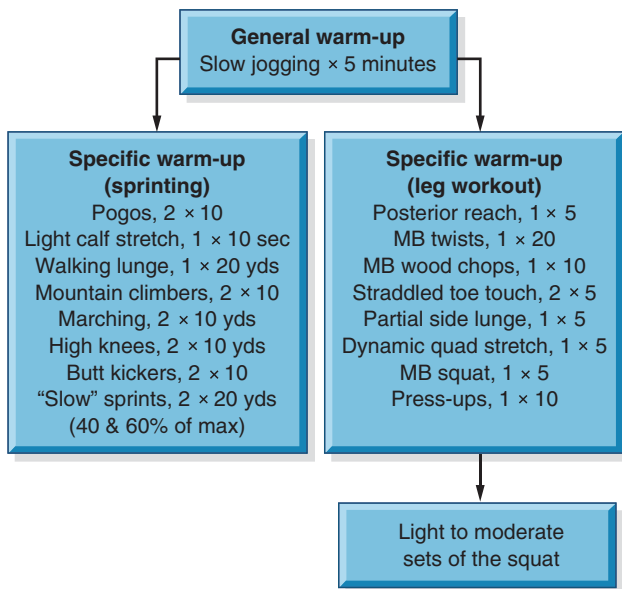 General warm-up
Slow jogging × 5 minutes
Specific warm-up
(sprinting)
Pogos, 2 × 10
Light calf stretch, 1 × 10 sec
Walking lunge, 1 × 20 yds
Mountain climbers, 2 × 10
Marching, 2 × 10 yds
High knees, 2 × 10 yds
Butt kickers, 2 × 10
“Slow” sprints, 2 × 20 yds
(40 & 60% of max)
Specific warm-up
(leg workout)
Posterior reach, 1 × 5
MB twists, 1 × 20
MB wood chops, 1 × 10
Straddled toe touch, 2 × 5
Partial side lunge, 1 × 5
Dynamic quad stretch, 1 × 5
MB squat, 1 × 5
Press-ups, 1 × 10
Light to moderate
sets of the squat